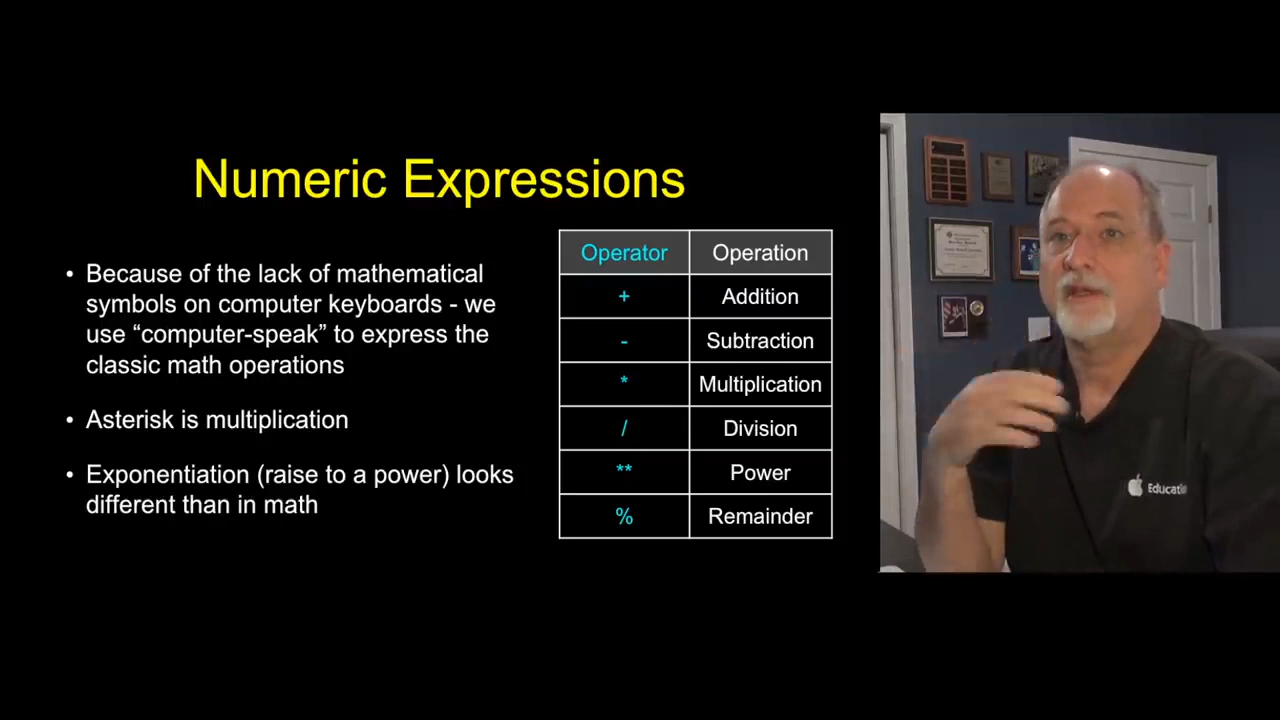 Numeric Expressions
• Because of the lack of mathematical
symbols on computer keyboards - we
use “computer-speak” to express the
classic math operations
• Asterisk is multiplication
• Exponentiation (raise to a power) looks
different than in math
Operator Operation
+ Addition
- Subtraction
* Multiplication
/ Division
** Power
% Remainder